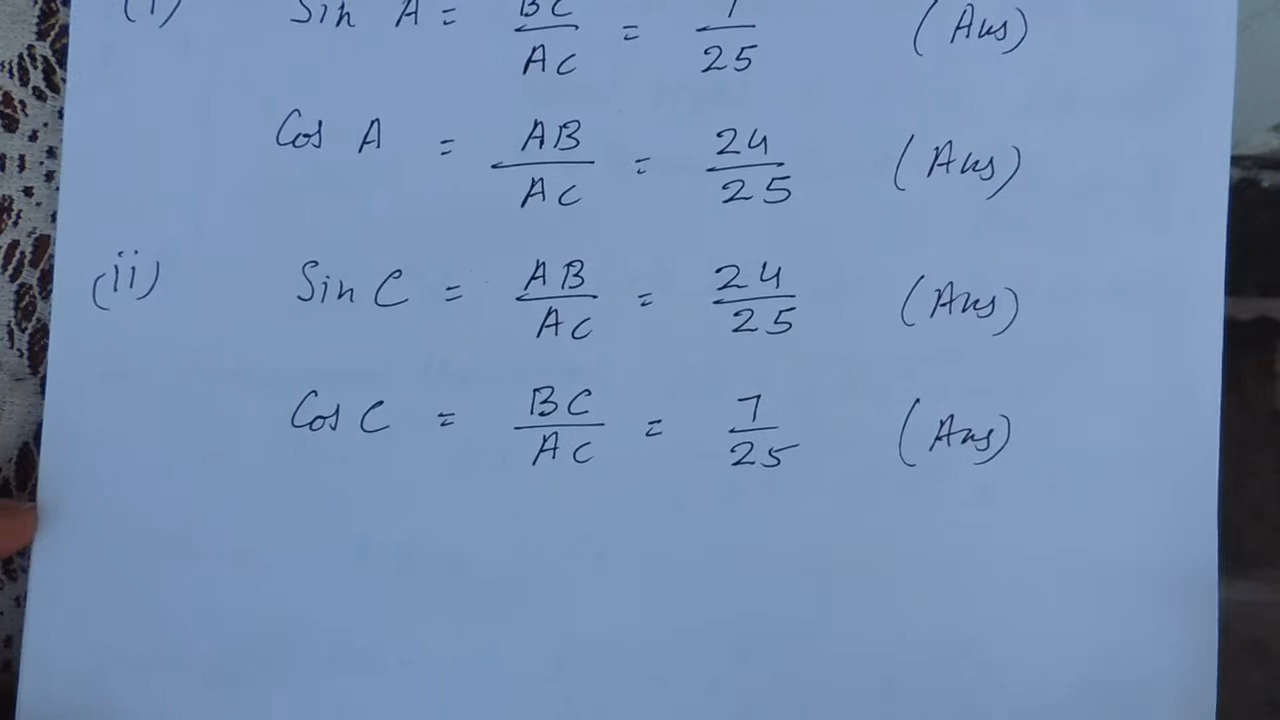 (i) Sin A = BC/AC = 7/25 (Ans)
Cos A = AB/AC = 24/25 (Ans)
(ii) Sin C = AB/AC = 24/25 (Ans)
Cos C = BC/AC = 7/25 (Ans)